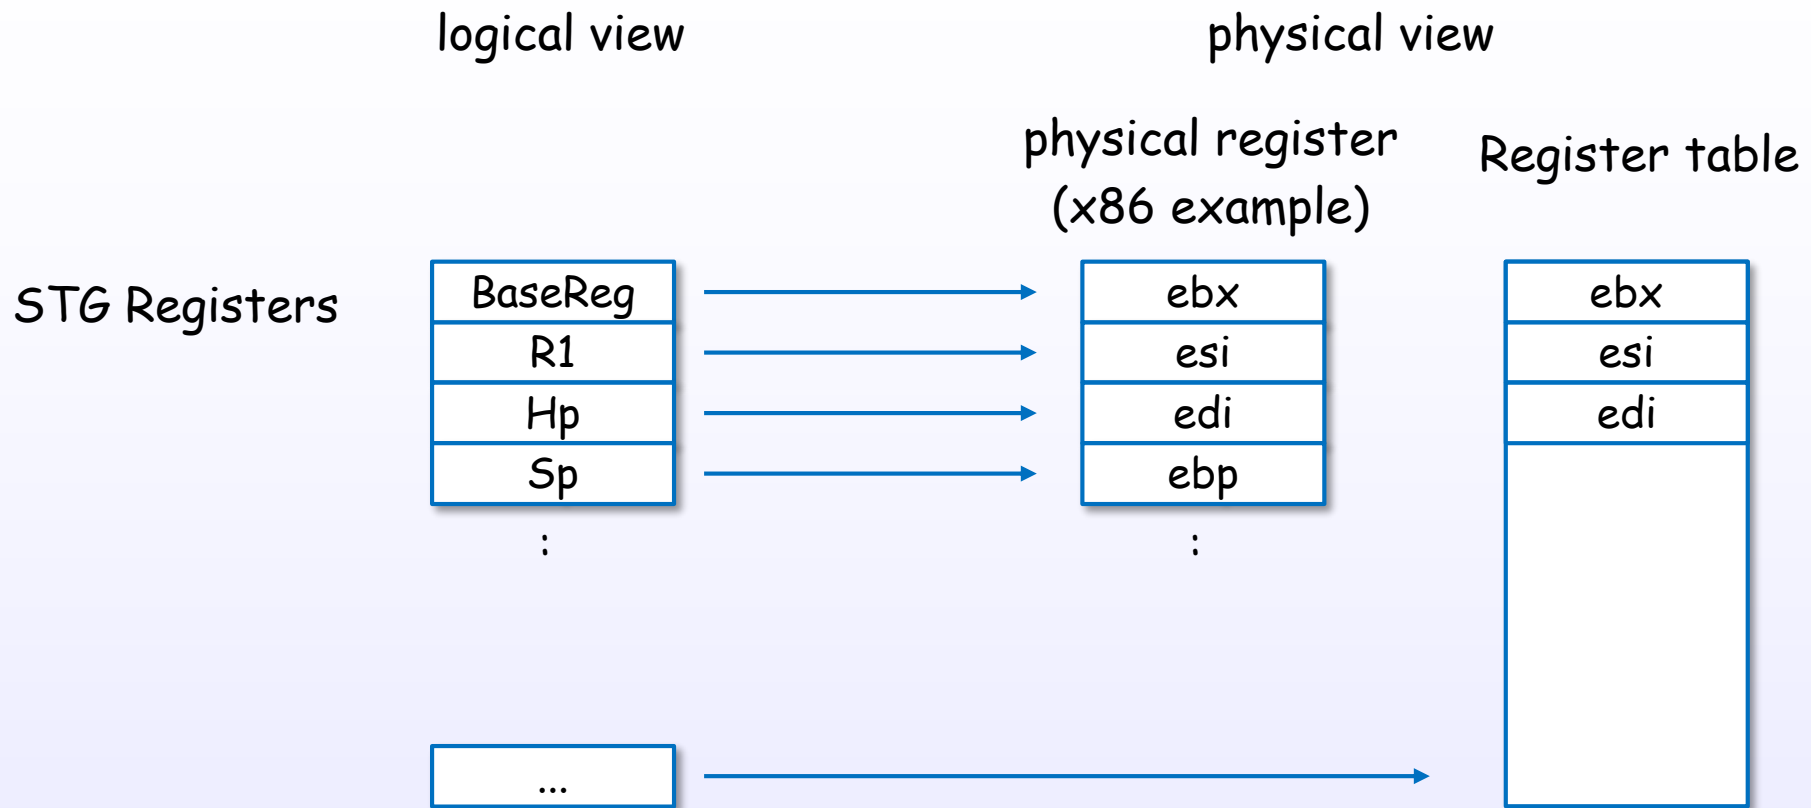 logical view
physical view
physical register
(x86 example)
Register table
STG Registers
BaseReg
ebx
ebx
R1
esi
esi
Hp
edi
edi
Sp
ebp
:
:
...